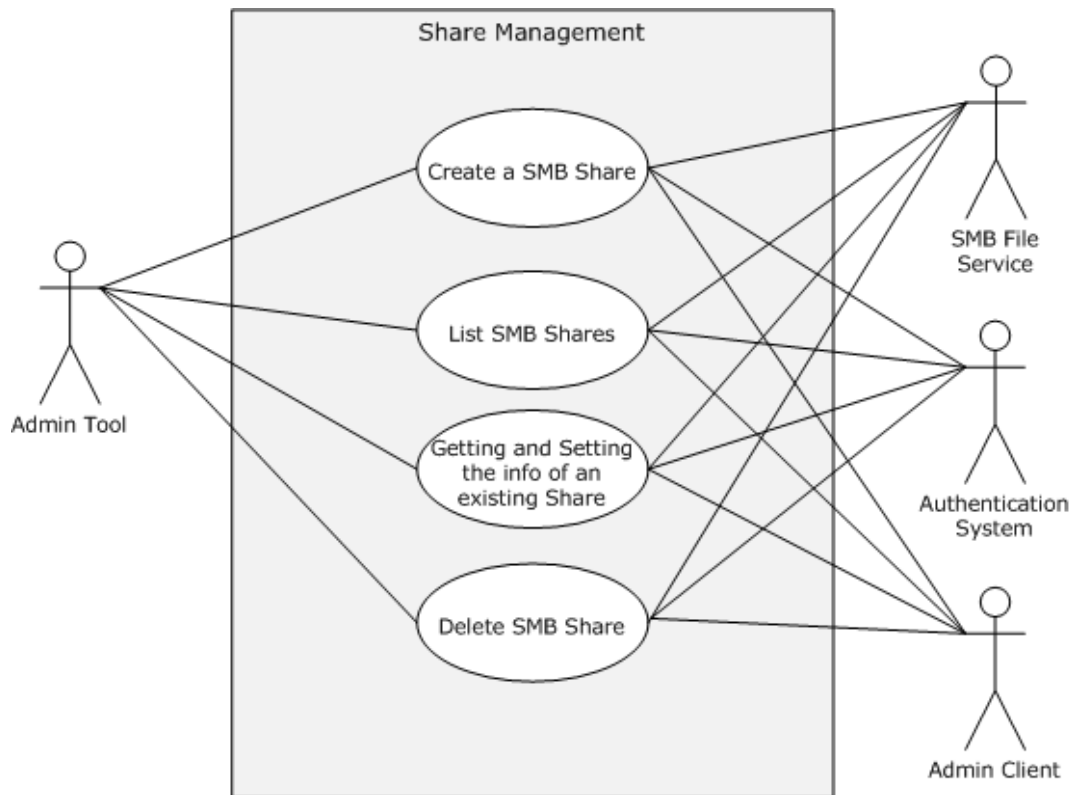 Share Management
Create a SMB Share
List SMB Shares
Getting and Setting
the info of an
existing Share
Delete SMB Share
Admin Tool
SMB File
Service
Authentication
System
Admin Client